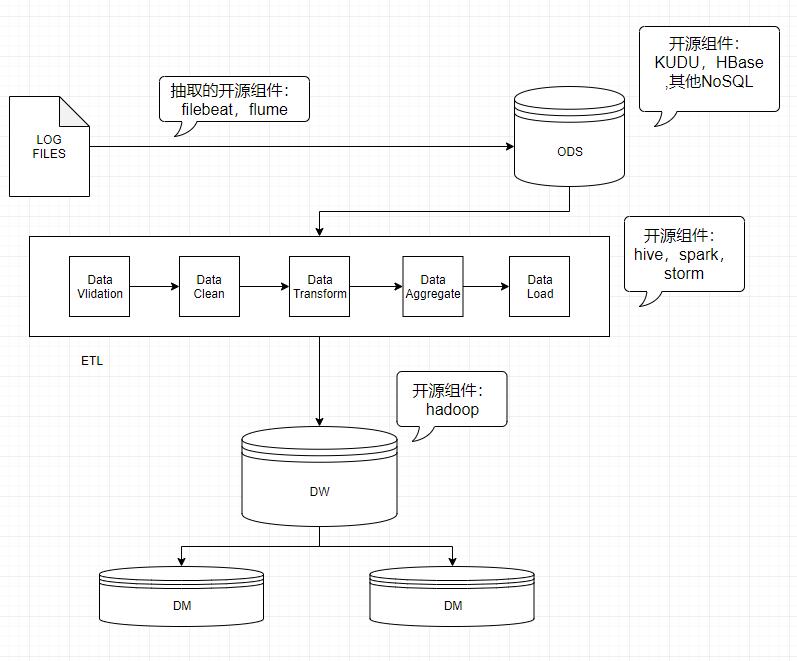 开源组件：
KUDU，HBase
,其他NoSQL
抽取的开源组件：
filebeat，flume
LOG
FILES
ODS
开源组件：
hive，spark，
storm
Data
Vlidation
Data
Clean
Data
Transform
Data
Aggregate
Data
Load
ETL
开源组件：
hadoop
DW
DM
DM